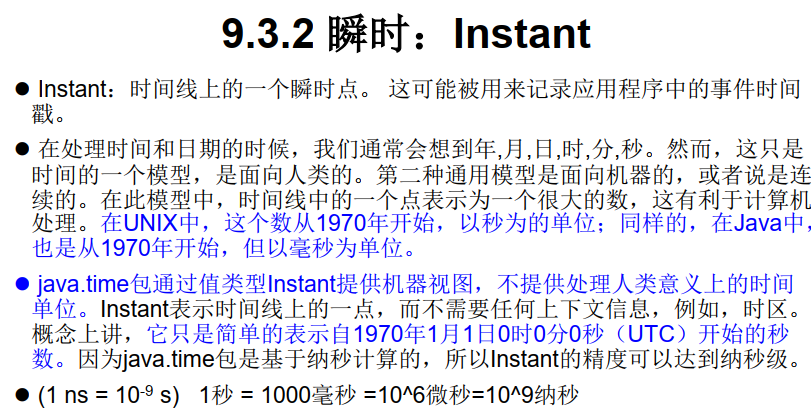 9.3.2 瞬时：Instant
● Instant：时间线上的一个瞬时点。 这可能被用来记录应用程序中的事件时间
戳。
● 在处理时间和日期的时候，我们通常会想到年,月,日,时,分,秒。然而，这只是
时间的一个模型，是面向人类的。第二种通用模型是面向机器的，或者说是连
续的。在此模型中，时间线中的一个点表示为一个很大的数，这有利于计算机
处理。在UNIX中，这个数从1970年开始，以秒为的单位；同样的，在Java中，
也是从1970年开始，但以毫秒为单位。
● java.time包通过值类型Instant提供机器视图，不提供处理人类意义上的时间
单位。Instant表示时间线上的一点，而不需要任何上下文信息，例如，时区。
概念上讲，它只是简单的表示自1970年1月1日0时0分0秒（UTC）开始的秒
数。因为java.time包是基于纳秒计算的，所以Instant的精度可以达到纳秒级。
● (1 ns = 10⁻⁹ s) 1秒 = 1000毫秒 =10^6微秒=10^9纳秒